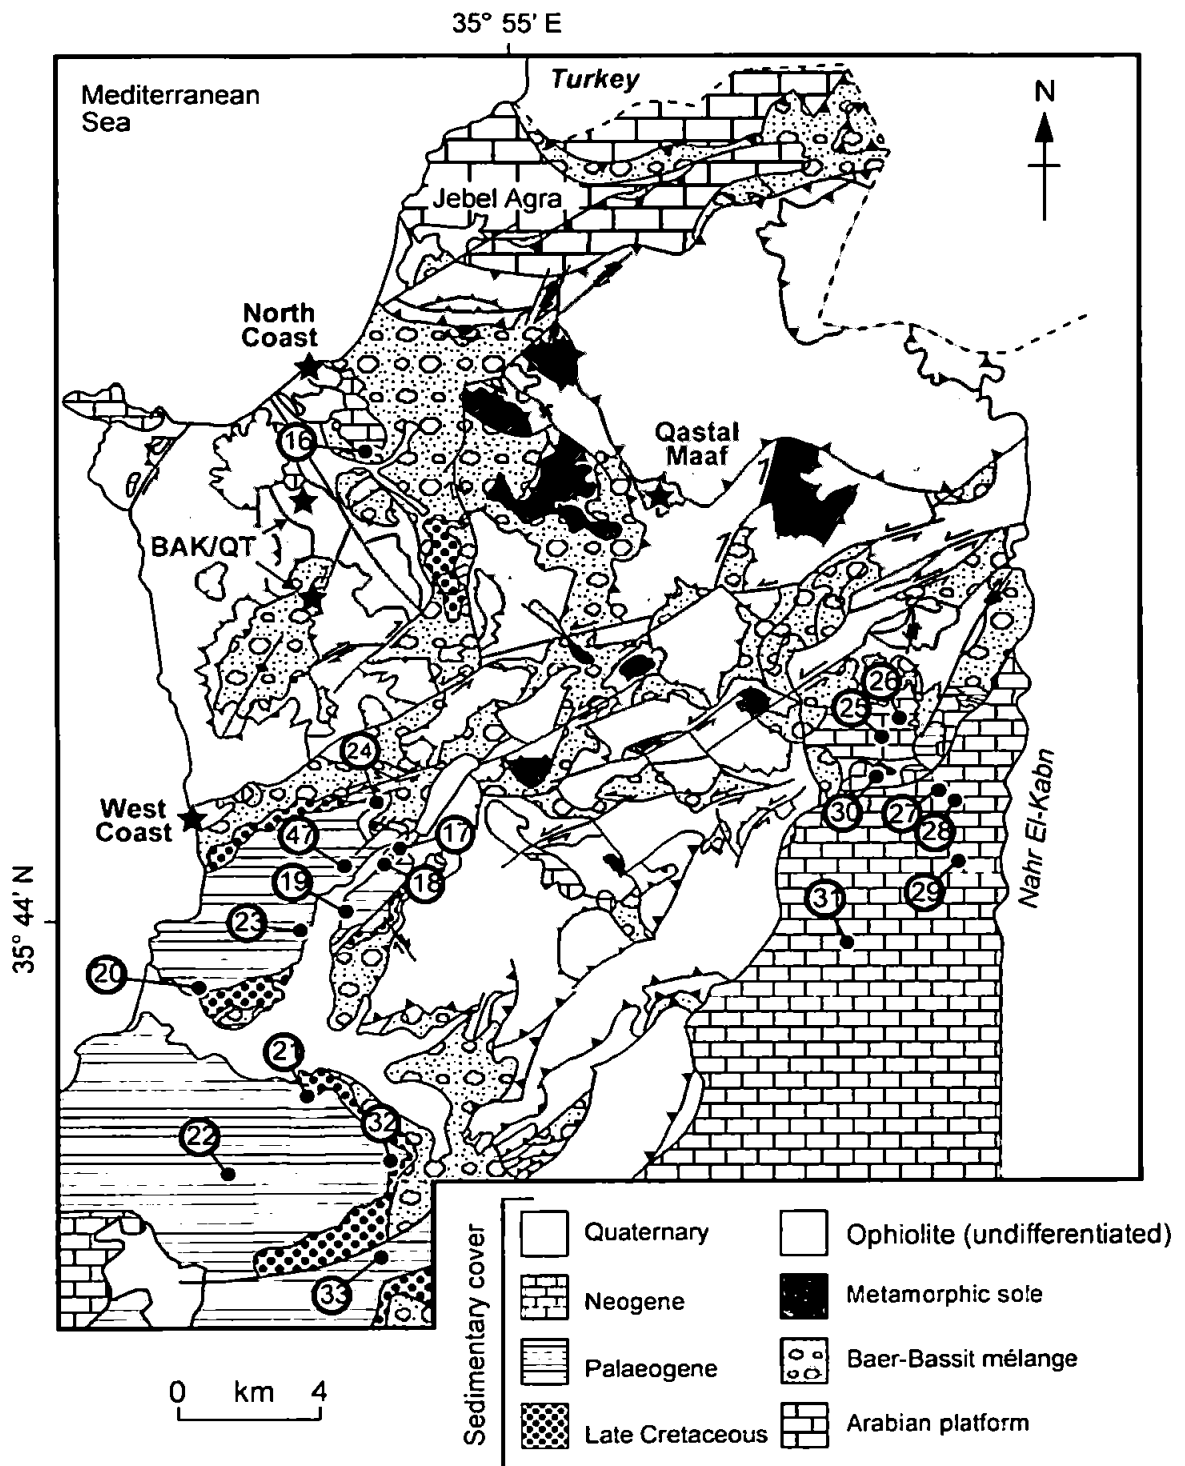 35° 55' E
Turkey
Mediterranean
Sea
N
Jebel Agra
North
Coast
16
Qastal
Maaf
BAK/QT
26
25
24
West
Coast
47
17
30
27
28
19
18
31
29
Nahr El-Kabn
35° 44' N
23
20
21
32
22
33
Sedimentary cover
Quaternary
Neogene
Palaeogene
Late Cretaceous
Ophiolite (undifferentiated)
Metamorphic sole
Baer-Bassit mélange
Arabian platform
0 km 4